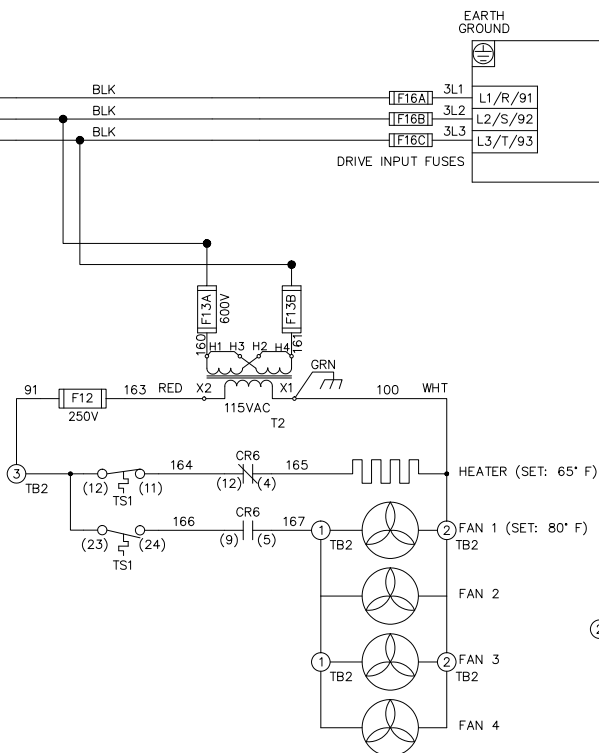 EARTH
GROUND
BLK
F16A
3L1
L1/R/91
BLK
F16B
3L2
L2/S/92
BLK
F16C
3L3
L3/T/93
DRIVE INPUT FUSES
F13A
600V
F13B
160
161
H1 H3 H2 H4
GRN
91
F12
250V
163 RED X2
X1
100 WHT
115VAC
T2
3
TB2
(12)
(11)
TS1
164
CR6
(12)
(4)
165
HEATER (SET: 65° F)
(23)
(24)
TS1
166
CR6
(9)
(5)
167
1
TB2
2
TB2
FAN 1 (SET: 80° F)
FAN 2
2
1
TB2
2
TB2
FAN 3
FAN 4